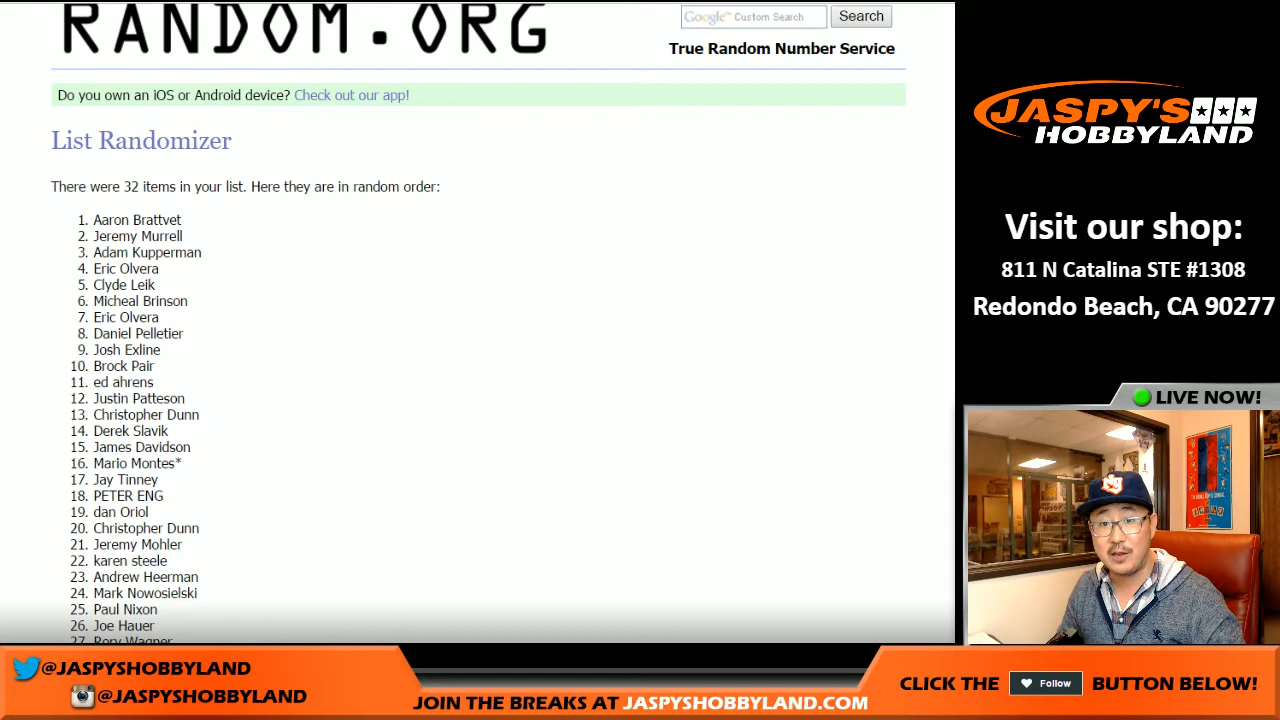 RANDOM.ORG
Google™ Custom Search
Search
True Random Number Service
Do you own an iOS or Android device? Check out our app!
List Randomizer
There were 32 items in your list. Here they are in random order:
1. Aaron Brattvet
2. Jeremy Murrell
3. Adam Kupperman
4. Eric Olvera
5. Clyde Leik
6. Micheal Brinson
7. Eric Olvera
8. Daniel Pelletier
9. Josh Exline
10. Brock Pair
11. ed ahrens
12. Justin Patteson
13. Christopher Dunn
14. Derek Slavik
15. James Davidson
16. Mario Montes*
17. Jay Tinney
18. PETER ENG
19. dan Oriol
20. Christopher Dunn
21. Jeremy Mohler
22. karen steele
23. Andrew Heerman
24. Mark Nowosielski
25. Paul Nixon
26. Joe Hauer
27. Rory Wagner
JASPY'S
HOBBYLAND
Visit our shop:
811 N Catalina STE #1308
Redondo Beach, CA 90277
LIVE NOW!
@JASPYSHOBBYLAND
@JASPYSHOBBYLAND
JOIN THE BREAKS AT JASPYSHOBBYLAND.COM
CLICK THE Follow BUTTON BELOW!